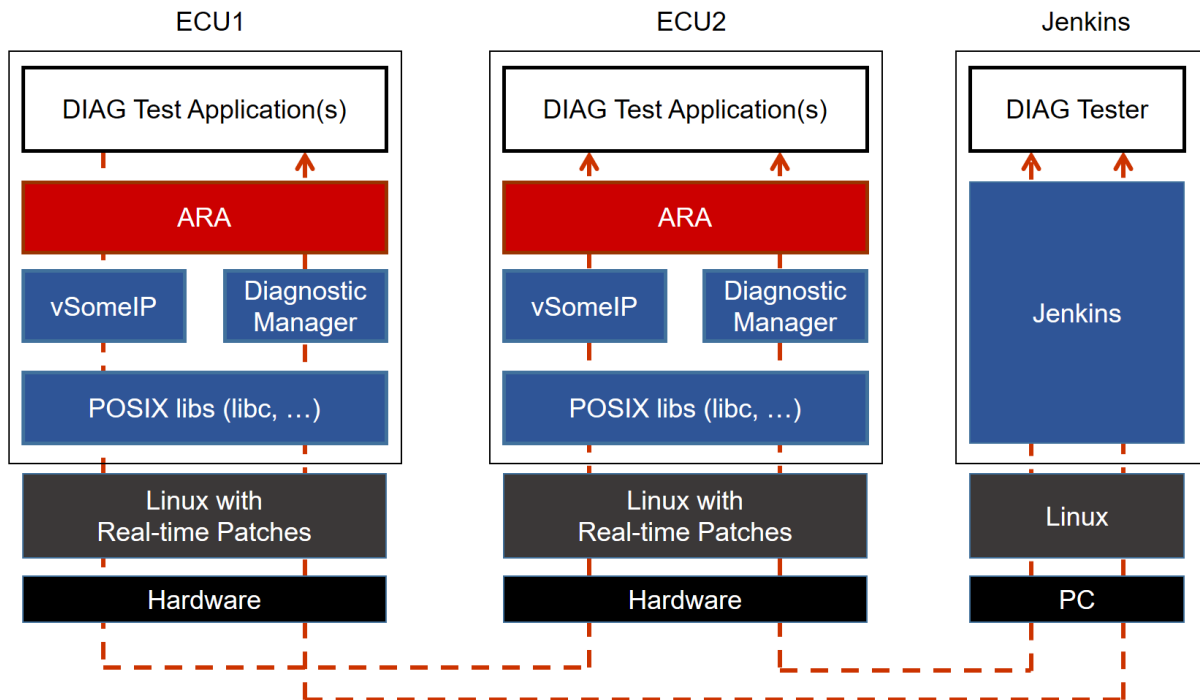 ECU1
ECU2
Jenkins
DIAG Test Application(s)
DIAG Test Application(s)
DIAG Tester
ARA
ARA
vSomeIP
Diagnostic
Manager
vSomeIP
Diagnostic
Manager
Jenkins
POSIX libs (libc, …)
POSIX libs (libc, …)
Linux with
Real-time Patches
Linux with
Real-time Patches
Linux
Hardware
Hardware
PC